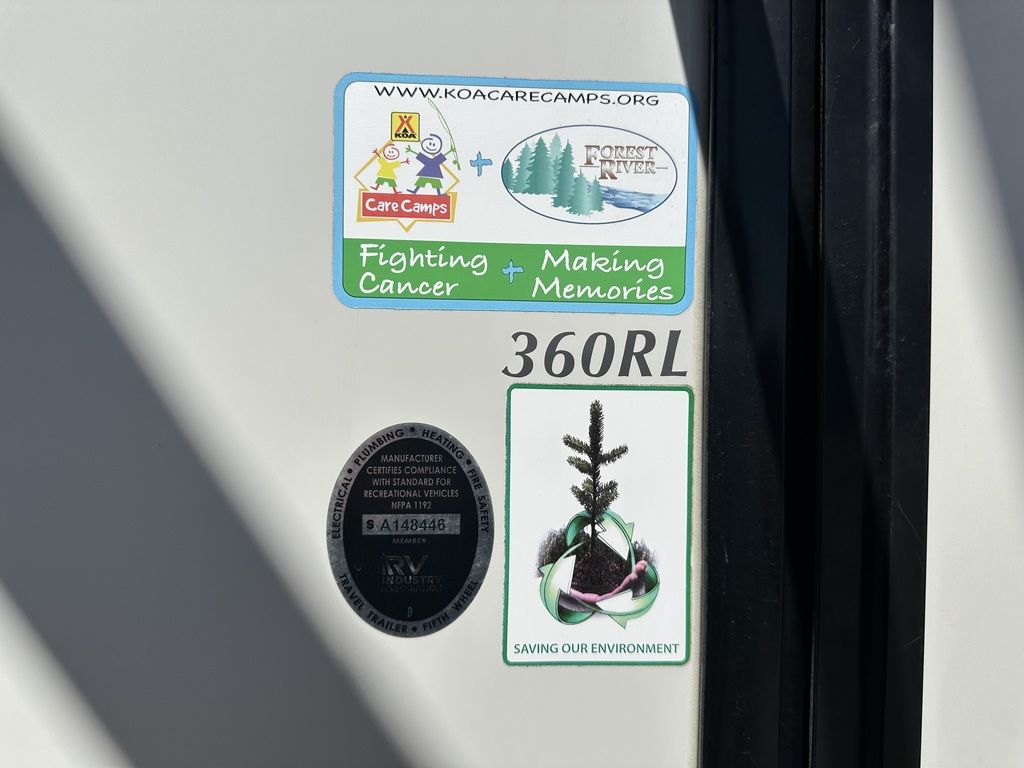 WWW.KOACARECAMPS.ORG
KOA
Care Camps
+
FOREST
RIVER
Fighting
Cancer
+
Making
Memories
360RL
ELECTRICAL • PLUMBING • HEATING • FIRE SAFETY
MANUFACTURER
CERTIFIES COMPLIANCE
WITH STANDARD FOR
RECREATIONAL VEHICLES
NFPA 1192
S A148446
MEMBER
RV
INDUSTRY
ASSOCIATION
D
TRAVEL TRAILER • FIFTH WHEEL
SAVING OUR ENVIRONMENT